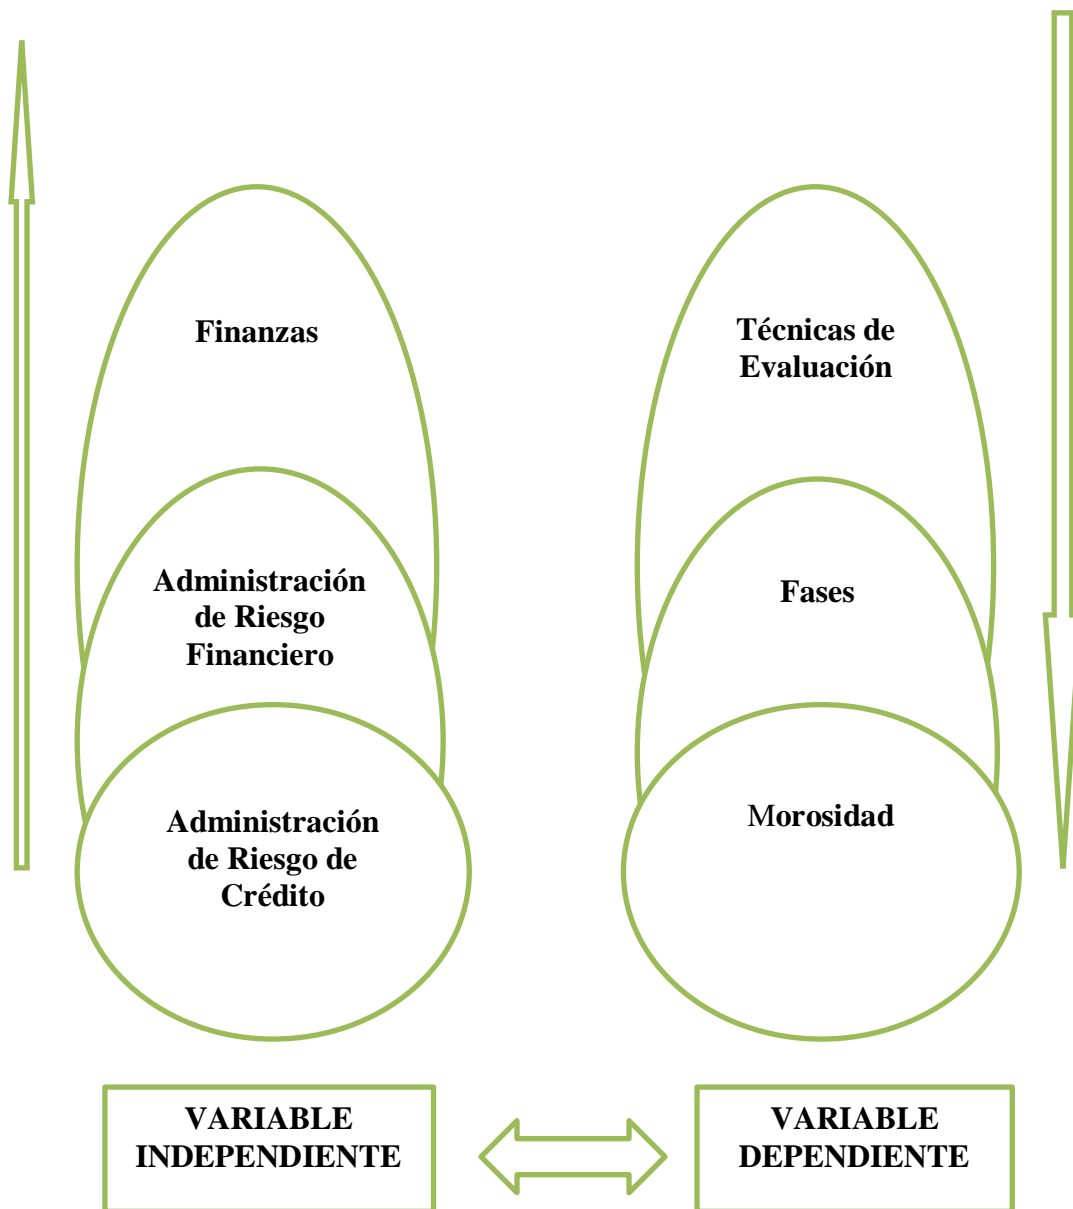 Finanzas
Administración
de Riesgo
Financiero
Administración
de Riesgo de
Crédito
Técnicas de
Evaluación
Fases
Morosidad
VARIABLE
INDEPENDIENTE
VARIABLE
DEPENDIENTE